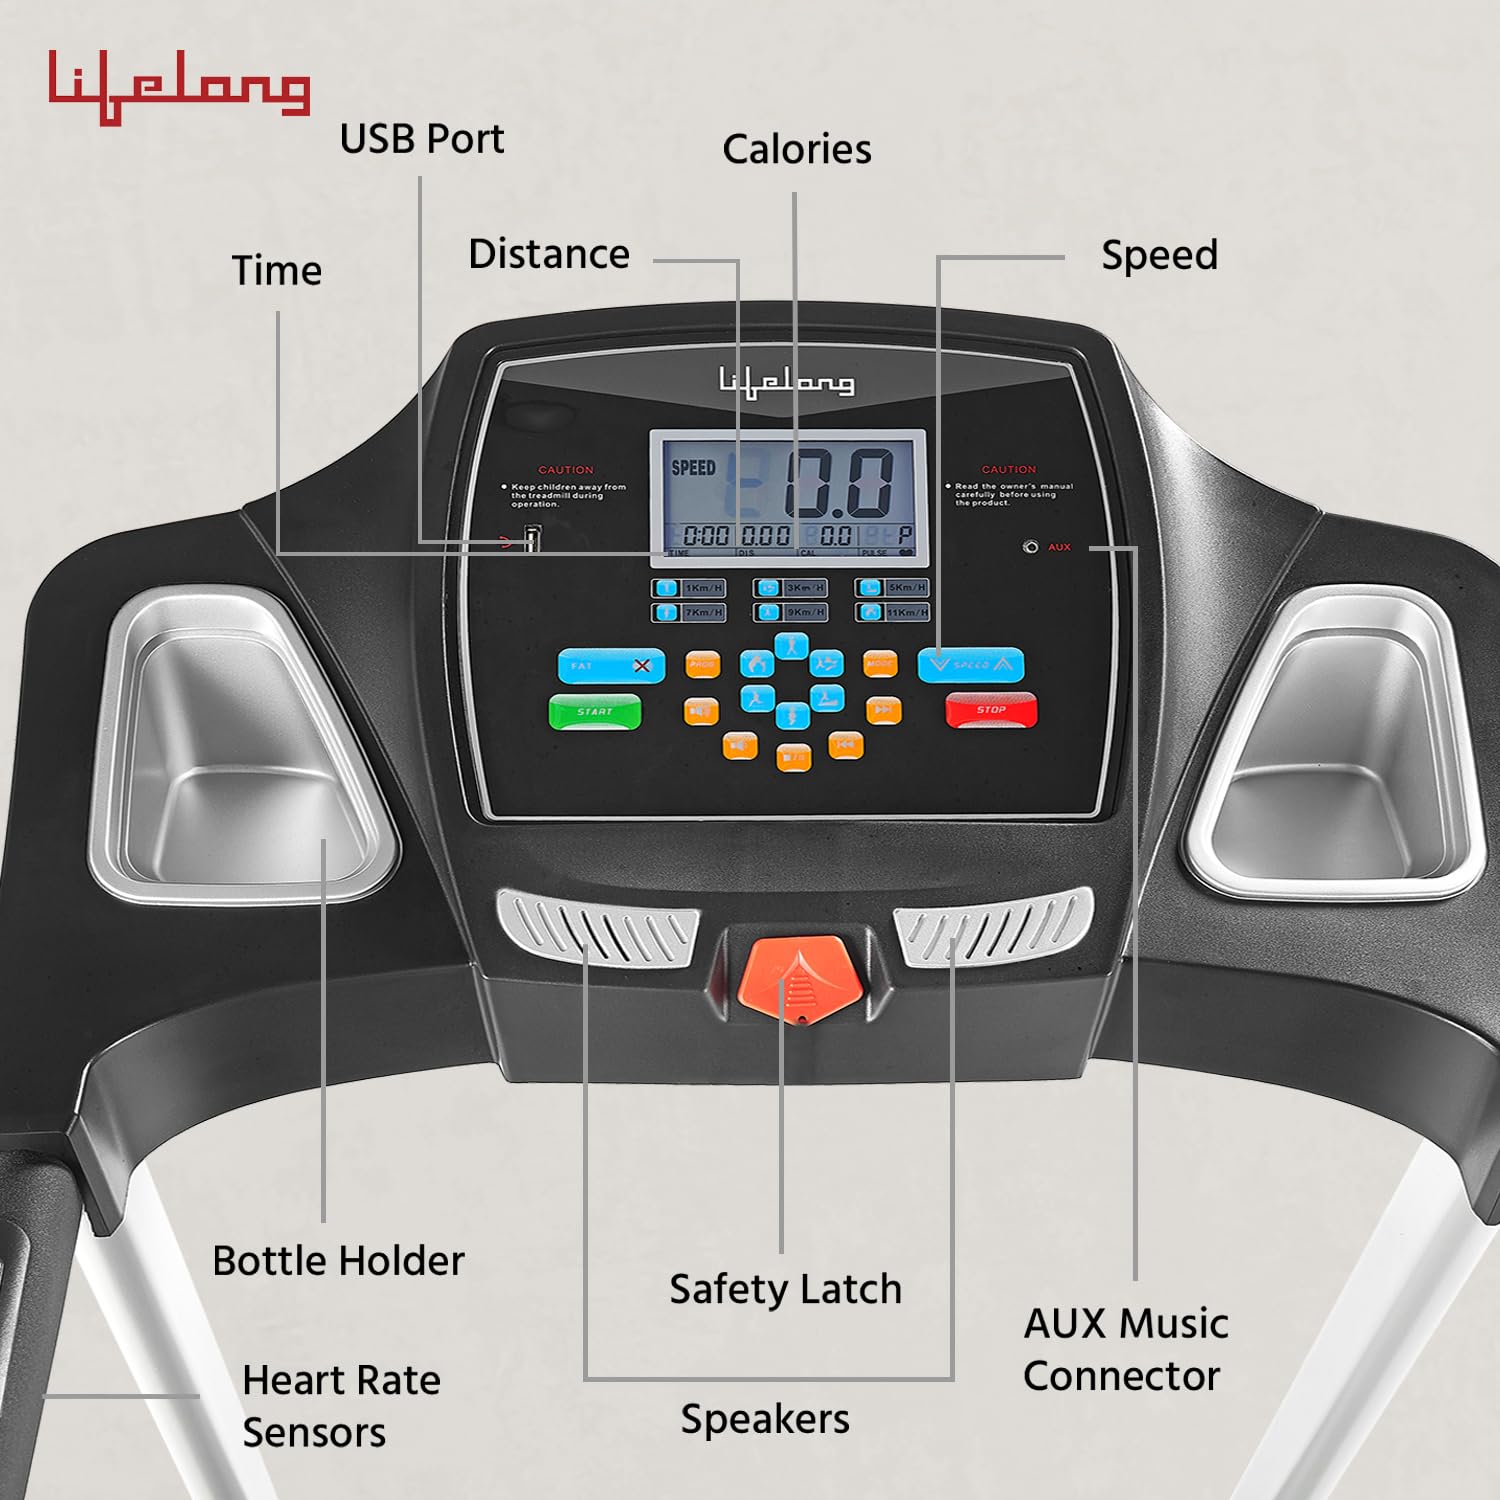 Lifelong
USB Port
Calories
Distance
Speed
Time
Lifelong
CAUTION
• Keep children away from
the treadmill during
operation.
SPEED
0.0
0:00 0.00 0.0 P
TIME DIS CAL PULSE
CAUTION
• Read the owner's manual
carefully before using
the product.
AUX
1Km/H 3Km/H 5Km/H
7Km/H 9Km/H 11Km/H
FAT
PROG
MODE
SPEED
START
STOP
Bottle Holder
Safety Latch
AUX Music
Connector
Heart Rate
Sensors
Speakers